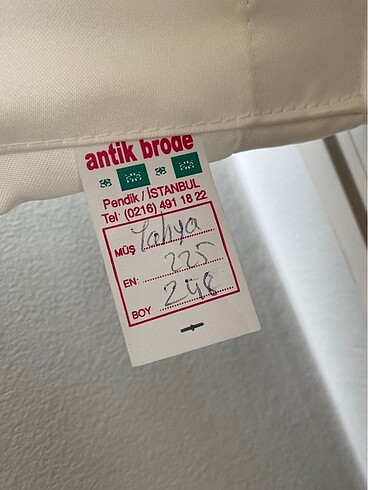 antik brode
Pendik / İSTANBUL
Tel: (0216) 491 18 22
MÜŞ Yahya
EN: 225
BOY 248